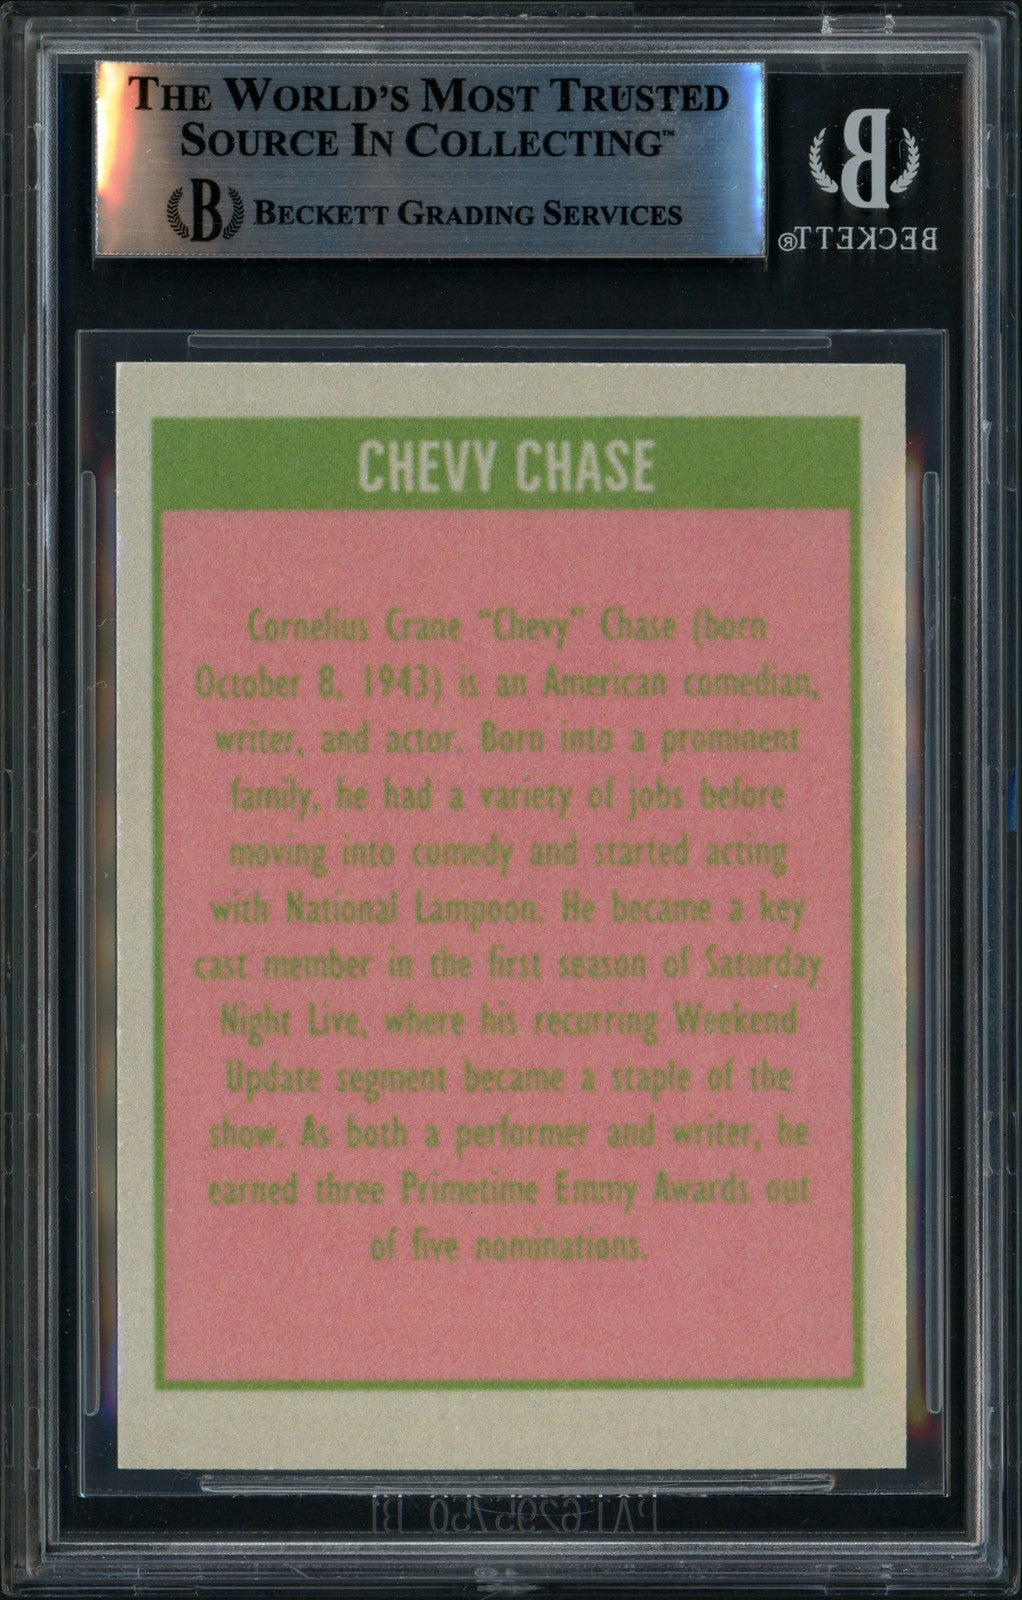 THE WORLD'S MOST TRUSTED
SOURCE IN COLLECTING™
B BECKETT GRADING SERVICES
B
BECKETT®
CHEVY CHASE
Cornelius Crane "Chevy" Chase (born
October 8, 1943) is an American comedian,
writer, and actor. Born into a prominent
family, he had a variety of jobs before
moving into comedy and started acting
with National Lampoon. He became a key
cast member in the first season of Saturday
Night Live, where his recurring Weekend
Update segment became a staple of the
show. As both a performer and writer, he
earned three Primetime Emmy Awards out
of five nominations.